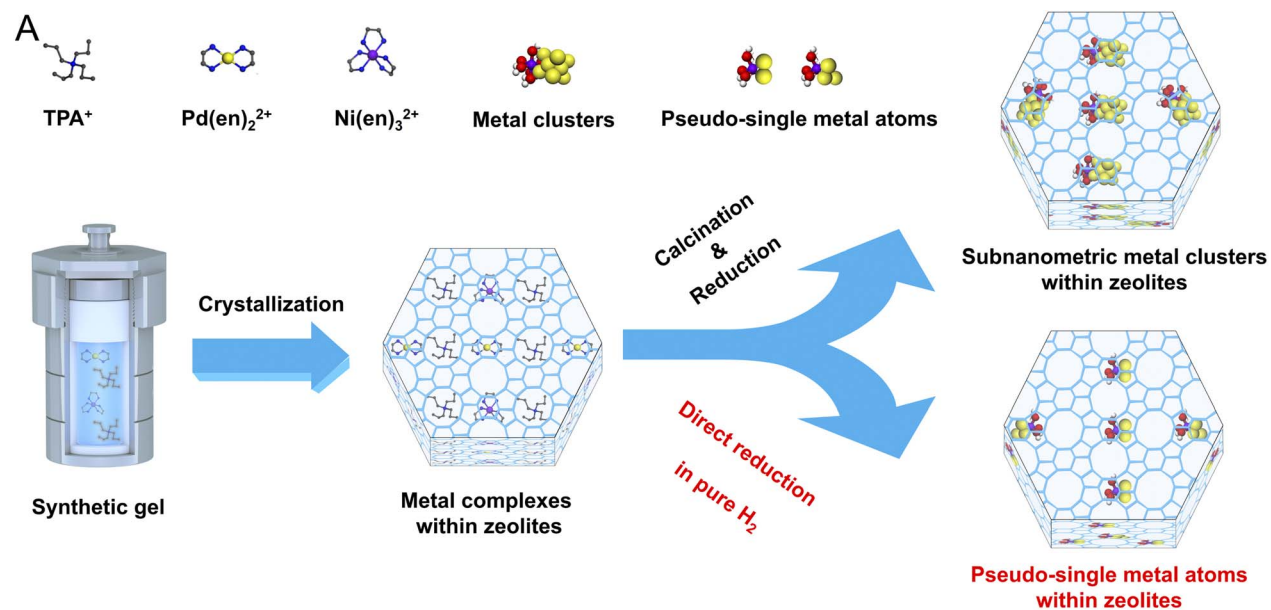 A
TPA⁺
Pd(en)₂²⁺
Ni(en)₃²⁺
Metal clusters
Pseudo-single metal atoms
Synthetic gel
Crystallization
Metal complexes
within zeolites
Calcination
&
Reduction
Subnanometric metal clusters
within zeolites
Direct reduction
in pure H₂
Pseudo-single metal atoms
within zeolites